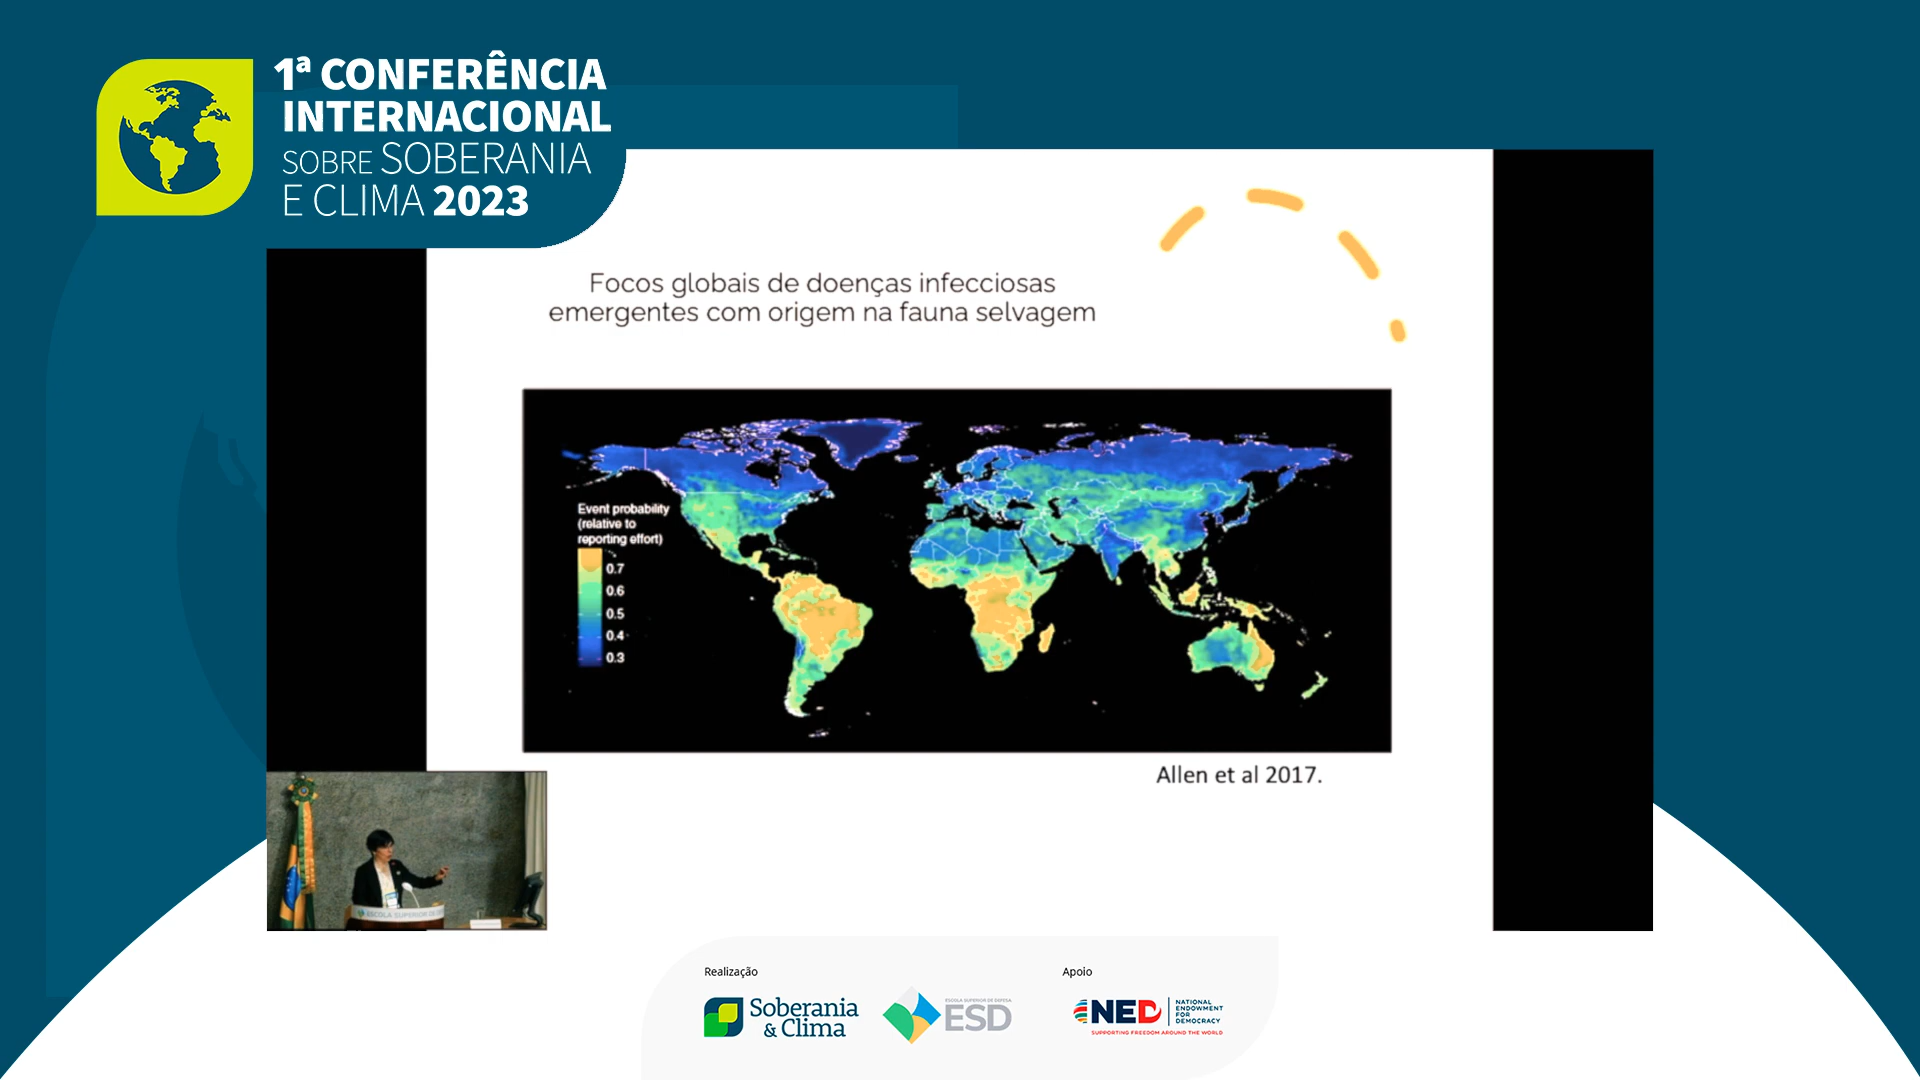 1ª CONFERÊNCIA
INTERNACIONAL
SOBRE SOBERANIA
E CLIMA 2023
Focos globais de doenças infecciosas
emergentes com origem na fauna selvagem
Event probability
(relative to
reporting effort)
0.7
0.6
0.5
0.4
0.3
Allen et al 2017.
ESCOLA SUPERIOR DE
Realização
Soberania
& Clima
ESCOLA SUPERIOR DE DEFESA
ESD
Apoio
NED
NATIONAL
ENDOWMENT
FOR
DEMOCRACY
SUPPORTING FREEDOM AROUND THE WORLD